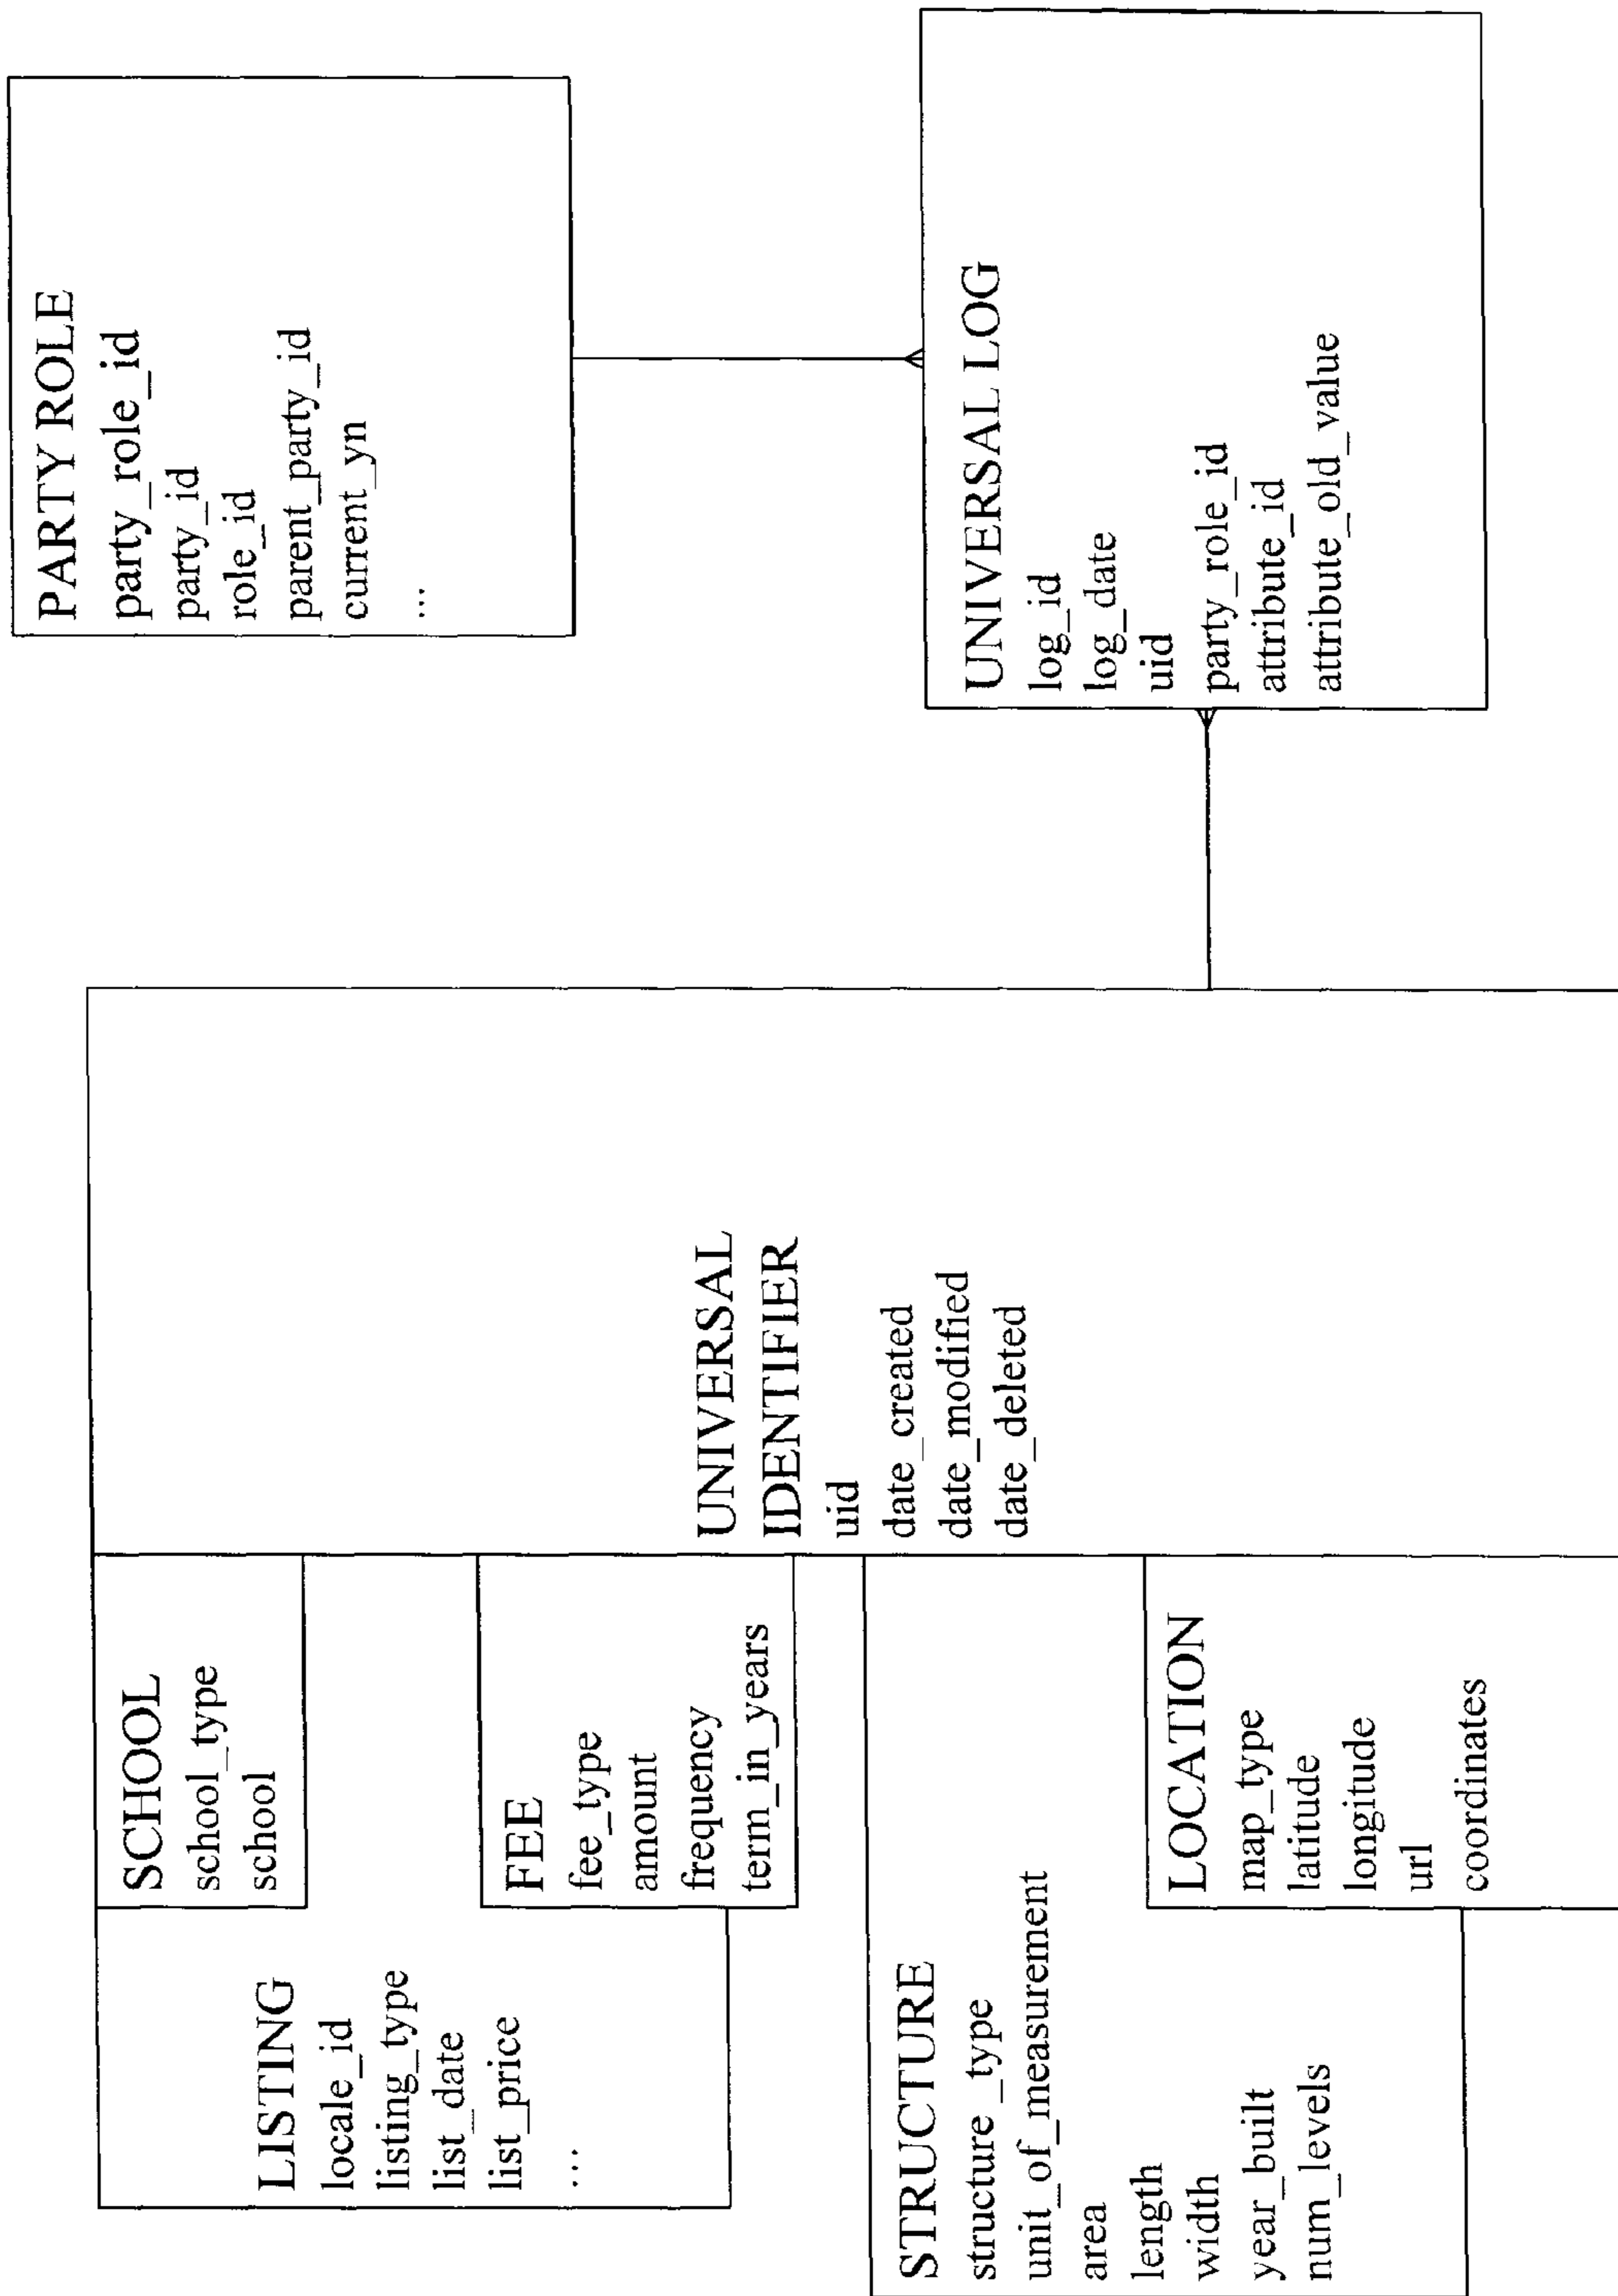 LISTING
locale_id
listing_type
list_date
list_price
...
SCHOOL
school_type
school
FEE
fee_type
amount
frequency
term_in_years
STRUCTURE
structure_type
unit_of_measurement
area
length
width
year_built
num_levels
LOCATION
map_type
latitude
longitude
url
coordinates
UNIVERSAL
IDENTIFIER
uid
date_created
date_modified
date_deleted
PARTY ROLE
party_role_id
party_id
role_id
parent_party_id
current_yn
...
UNIVERSAL LOG
log_id
log_date
uid
party_role_id
attribute_id
attribute_old_value